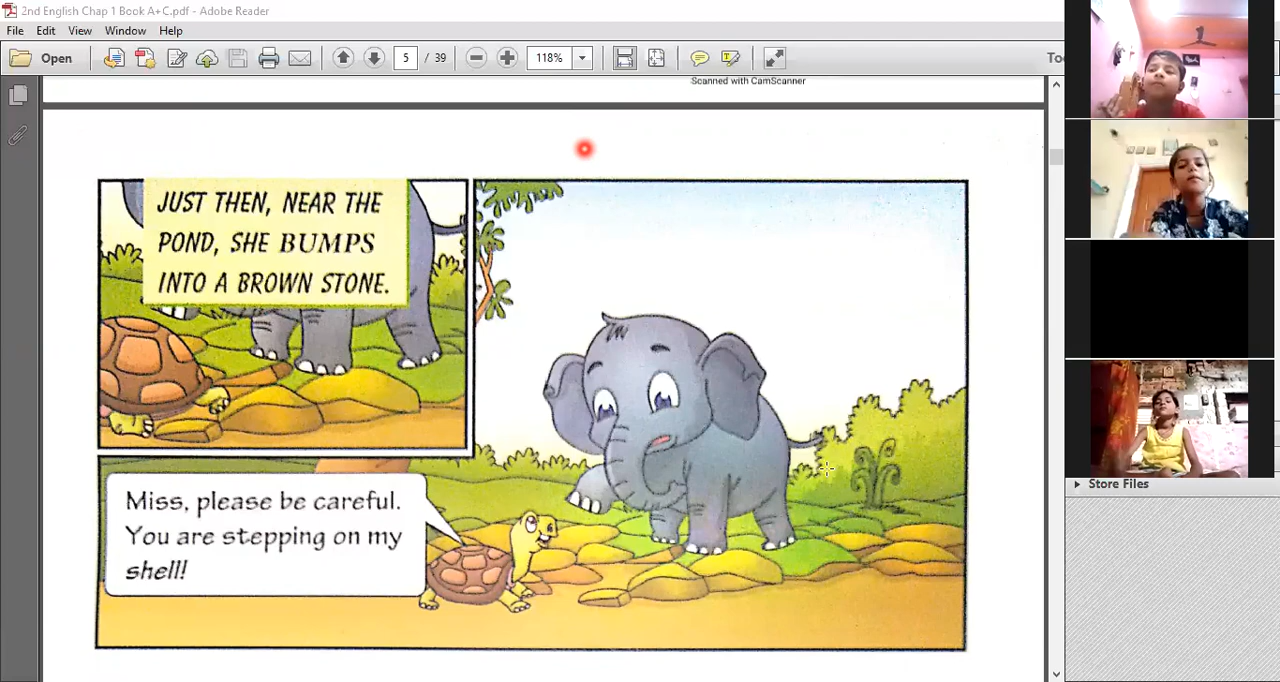 2nd English Chap 1 Book A+C.pdf - Adobe Reader
File Edit View Window Help
Open 5 / 39 118%
Scanned with CamScanner
JUST THEN, NEAR THE
POND, SHE BUMPS
INTO A BROWN STONE.
Miss, please be careful.
You are stepping on my
shell!
Store Files